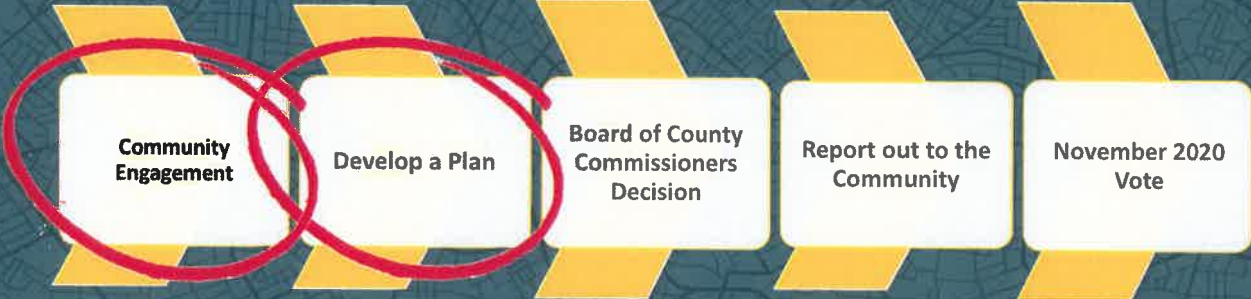 Community
Engagement
Develop a Plan
Board of County
Commissioners
Decision
Report out to the
Community
November 2020
Vote